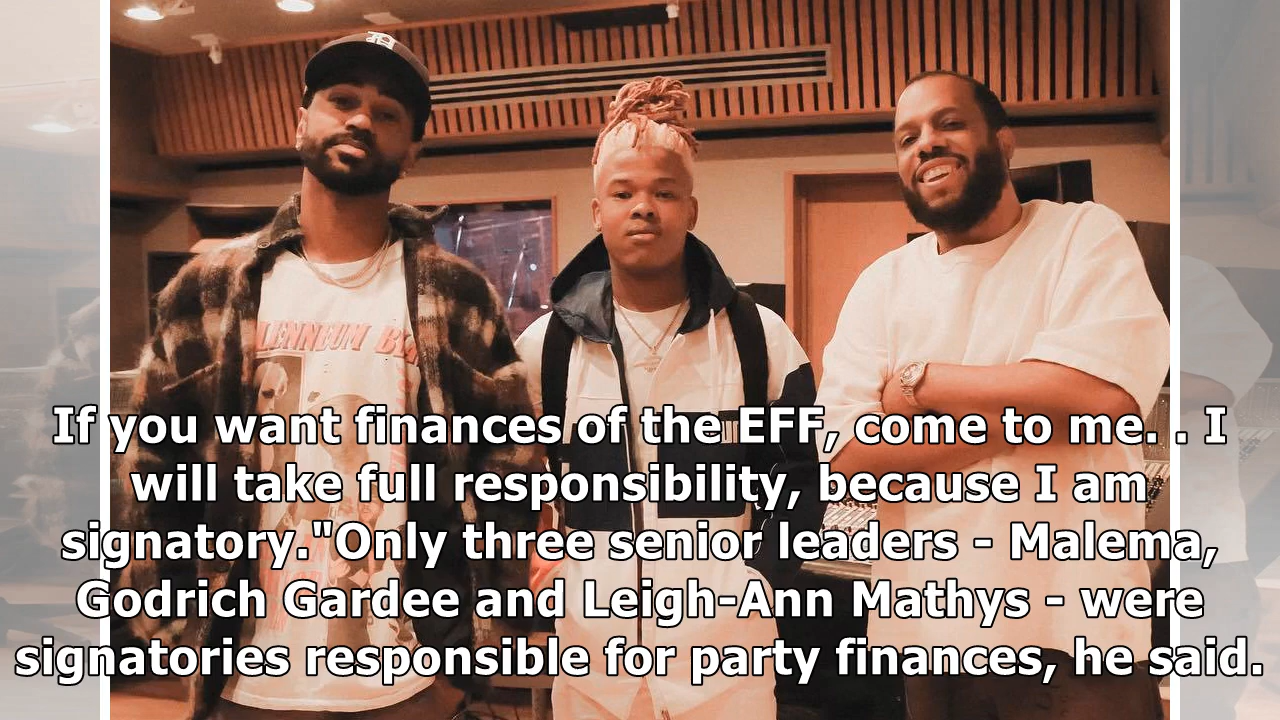 MILLENNIUM
If you want finances of the EFF, come to me. . I
will take full responsibility, because I am
signatory."Only three senior leaders - Malema,
Godrich Gardee and Leigh-Ann Mathys - were
signatories responsible for party finances, he said.